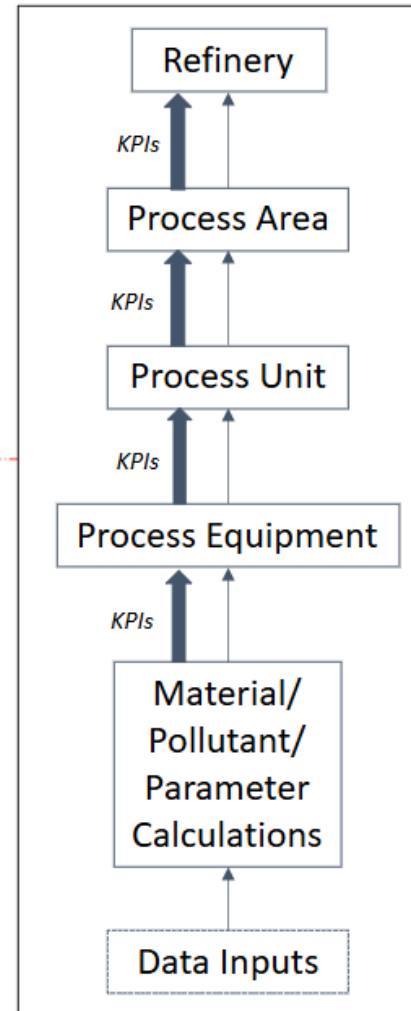 Refinery
KPIs
Process Area
KPIs
Process Unit
KPIs
Process Equipment
KPIs
Material/
Pollutant/
Parameter
Calculations
Data Inputs